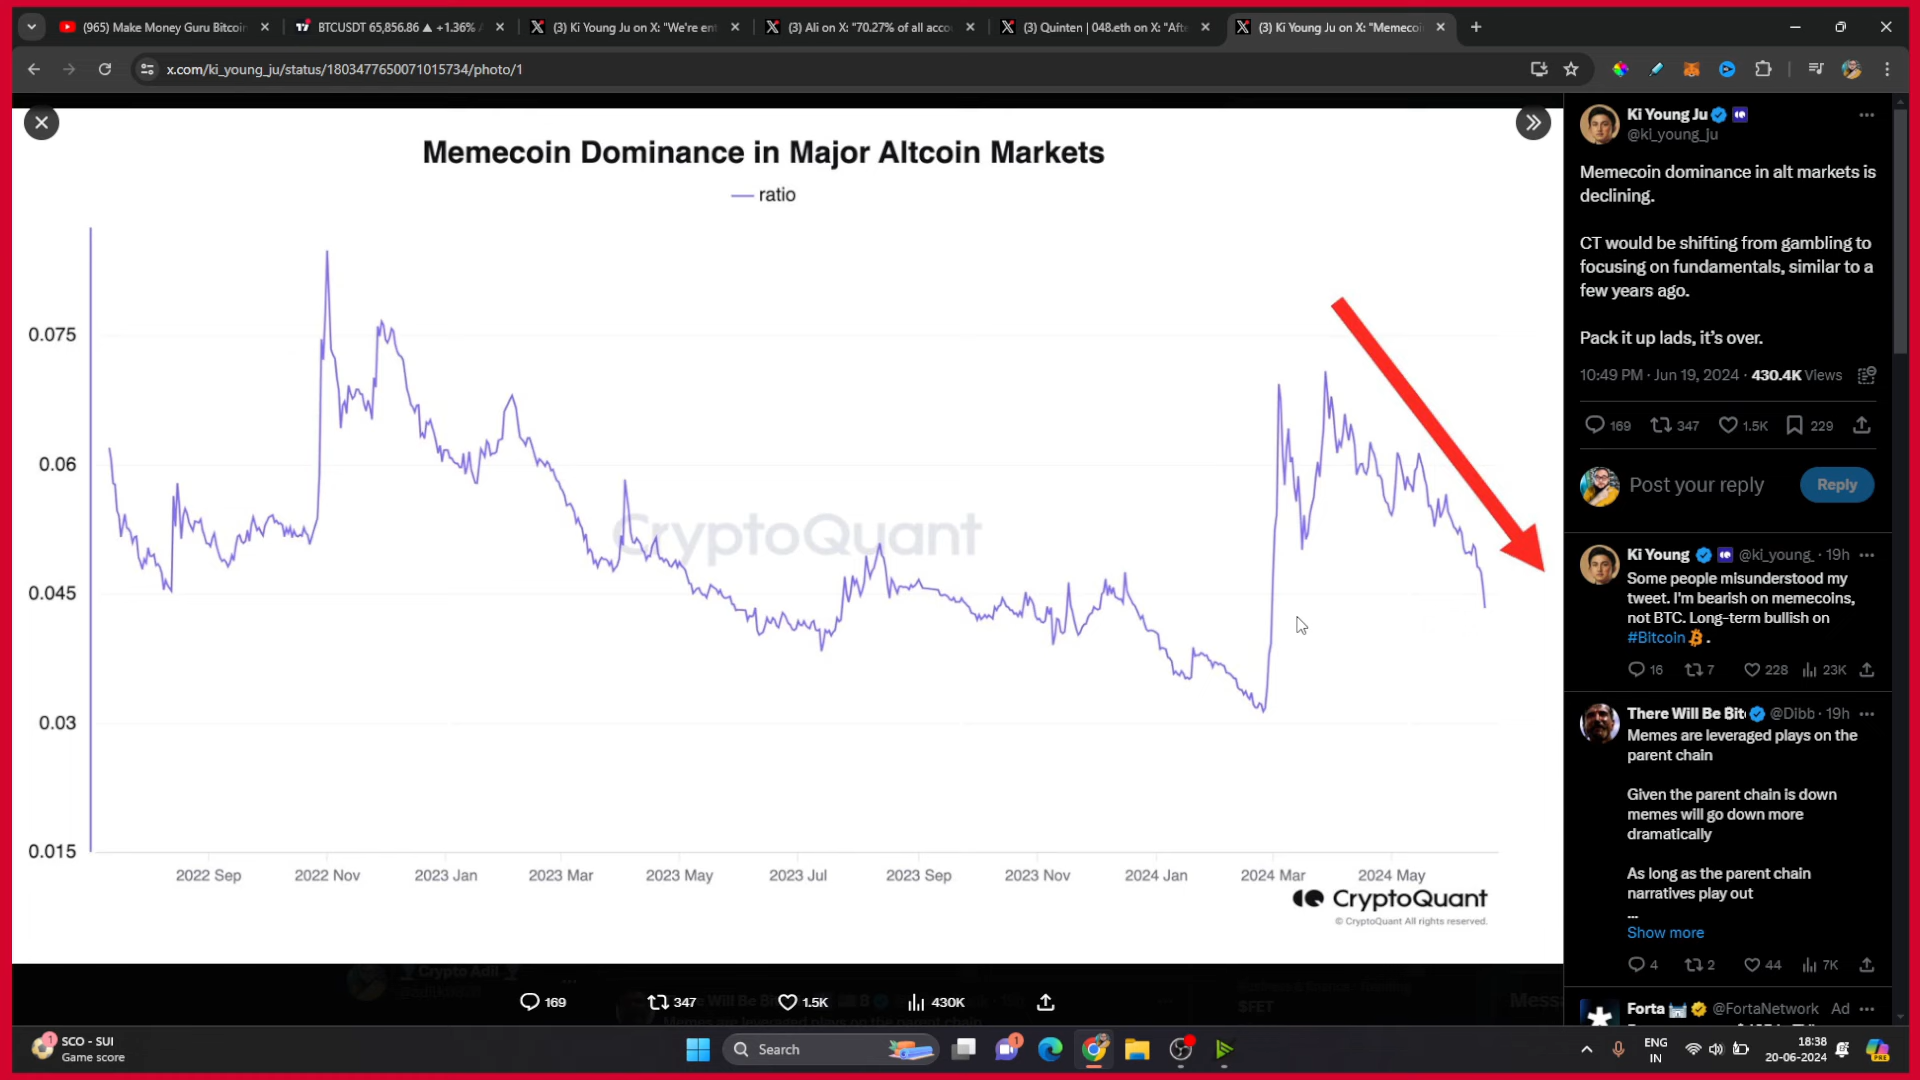 (965) Make Money Guru Bitcoin
BTCUSDT 65,856.86 ▲ +1.36%
(3) Ki Young Ju on X: "We're ent
(3) Ali on X: "70.27% of all acco
(3) Quinten | 048.eth on X: "Afte
(3) Ki Young Ju on X: "Memecoi
x.com/ki_young_ju/status/1803477650071015734/photo/1
Memecoin Dominance in Major Altcoin Markets
ratio
0.075
0.06
0.045
0.03
0.015
CryptoQuant
2022 Sep
2022 Nov
2023 Jan
2023 Mar
2023 May
2023 Jul
2023 Sep
2023 Nov
2024 Jan
2024 Mar
2024 May
CryptoQuant
© CryptoQuant All rights reserved.
Crypto Adil
169
347
1.5K
430K
Ki Young Ju
@ki_young_ju
Memecoin dominance in alt markets is
declining.
CT would be shifting from gambling to
focusing on fundamentals, similar to a
few years ago.
Pack it up lads, it's over.
10:49 PM · Jun 19, 2024 · 430.4K Views
169
347
1.5K
229
Post your reply
Reply
Ki Young @ki_young_ · 19h
Some people misunderstood my
tweet. I'm bearish on memecoins,
not BTC. Long-term bullish on
#Bitcoin .
16
7
228
23K
There Will Be Bitc @Dibb · 19h
Memes are leveraged plays on the
parent chain
Given the parent chain is down
memes will go down more
dramatically
As long as the parent chain
narratives play out
...
Show more
4
2
44
7K
Forta @FortaNetwork Ad
$FET
Mess
1
SCO - SUI
Game score
Search
1
ENG
IN
18:38
20-06-2024
PRE